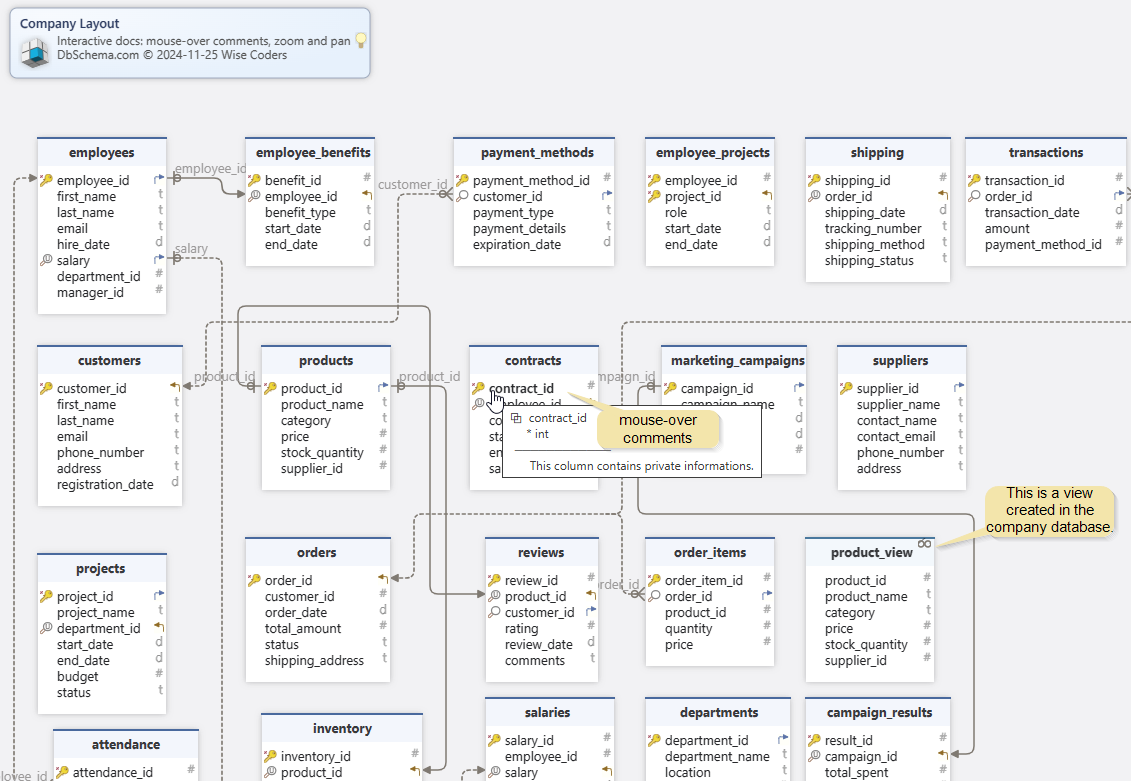 Company Layout
Interactive docs: mouse-over comments, zoom and pan
DbSchema.com © 2024-11-25 Wise Coders
employees
employee_id
first_name t
last_name t
email t
hire_date d
salary
department_id #
manager_id #
employee_id
salary
employee_benefits
benefit_id #
employee_id
benefit_type t
start_date d
end_date d
customer_id
payment_methods
payment_method_id #
customer_id
payment_type t
payment_details t
expiration_date d
employee_projects
employee_id #
project_id
role t
start_date d
end_date d
shipping
shipping_id #
order_id
shipping_date d
tracking_number t
shipping_method t
shipping_status t
transactions
transaction_id #
order_id
transaction_date d
amount #
payment_method_id #
customers
customer_id
first_name t
last_name t
email t
phone_number t
address t
registration_date d
product_id
products
product_id
product_name t
category t
price #
stock_quantity #
supplier_id #
product_id
contracts
contract_id #
employee_id
co
sta
en
sa
contract_id
* int
This column contains private informations.
mouse-over
comments
mpaign_id
marketing_campaigns
campaign_id
campaign_name t
d
d
#
suppliers
supplier_id
supplier_name t
contact_name t
contact_email t
phone_number t
address t
This is a view
created in the
company database.
projects
project_id
project_name t
department_id
start_date d
end_date d
budget #
status t
orders
order_id
customer_id #
order_date d
total_amount #
status t
shipping_address t
reviews
review_id #
product_id
customer_id
rating #
review_date d
comments t
order_id
order_items
order_item_id #
order_id
product_id #
quantity #
price #
product_view
product_id #
product_name t
category t
price #
stock_quantity #
supplier_id #
attendance
attendance_id #
loyee_id
inventory
inventory_id #
product_id
salaries
salary_id #
employee_id #
salary
departments
department_id
department_name t
location t
campaign_results
result_id #
campaign_id
total_spent #